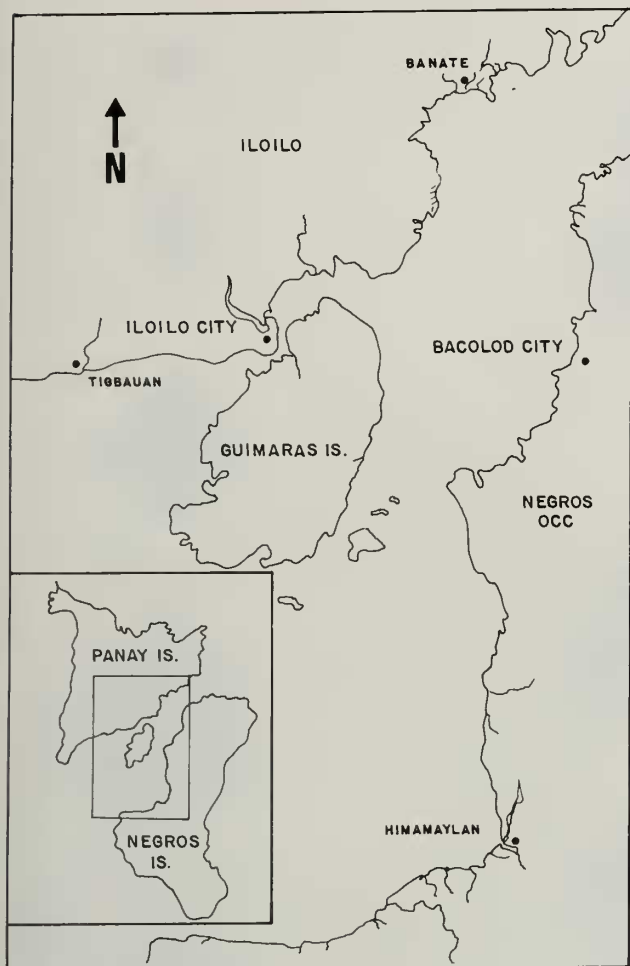 BANATE
N
ILOILO
ILOILO CITY
BACOLOD CITY
TIGBAUAN
GUIMARAS IS.
NEGROS
OCC
PANAY IS.
HIMAMAYLAN
NEGROS
IS.